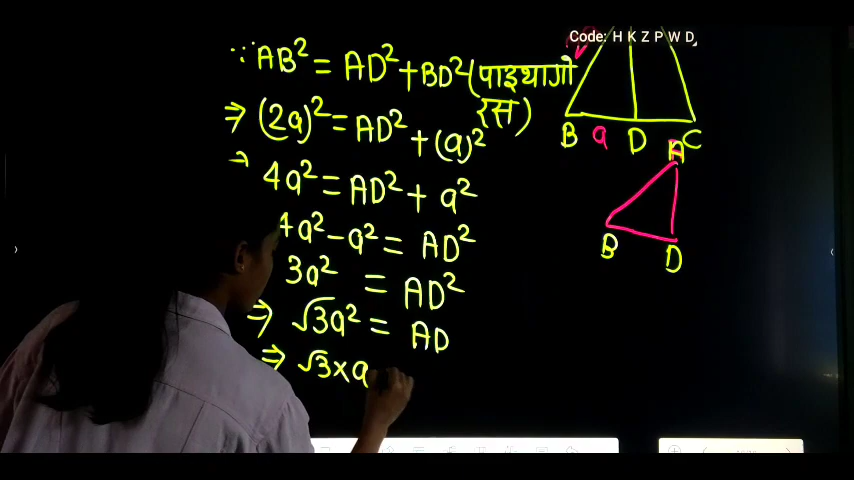 Code: H K Z P W D
∵ AB² = AD² + BD² (पाइथागो
रस)
⇒ (2a)² = AD² + (a)²
⇒ 4a² = AD² + a²
4a² - a² = AD²
3a² = AD²
⇒ √3a² = AD
⇒ √3 × a
B a D C
A
B D